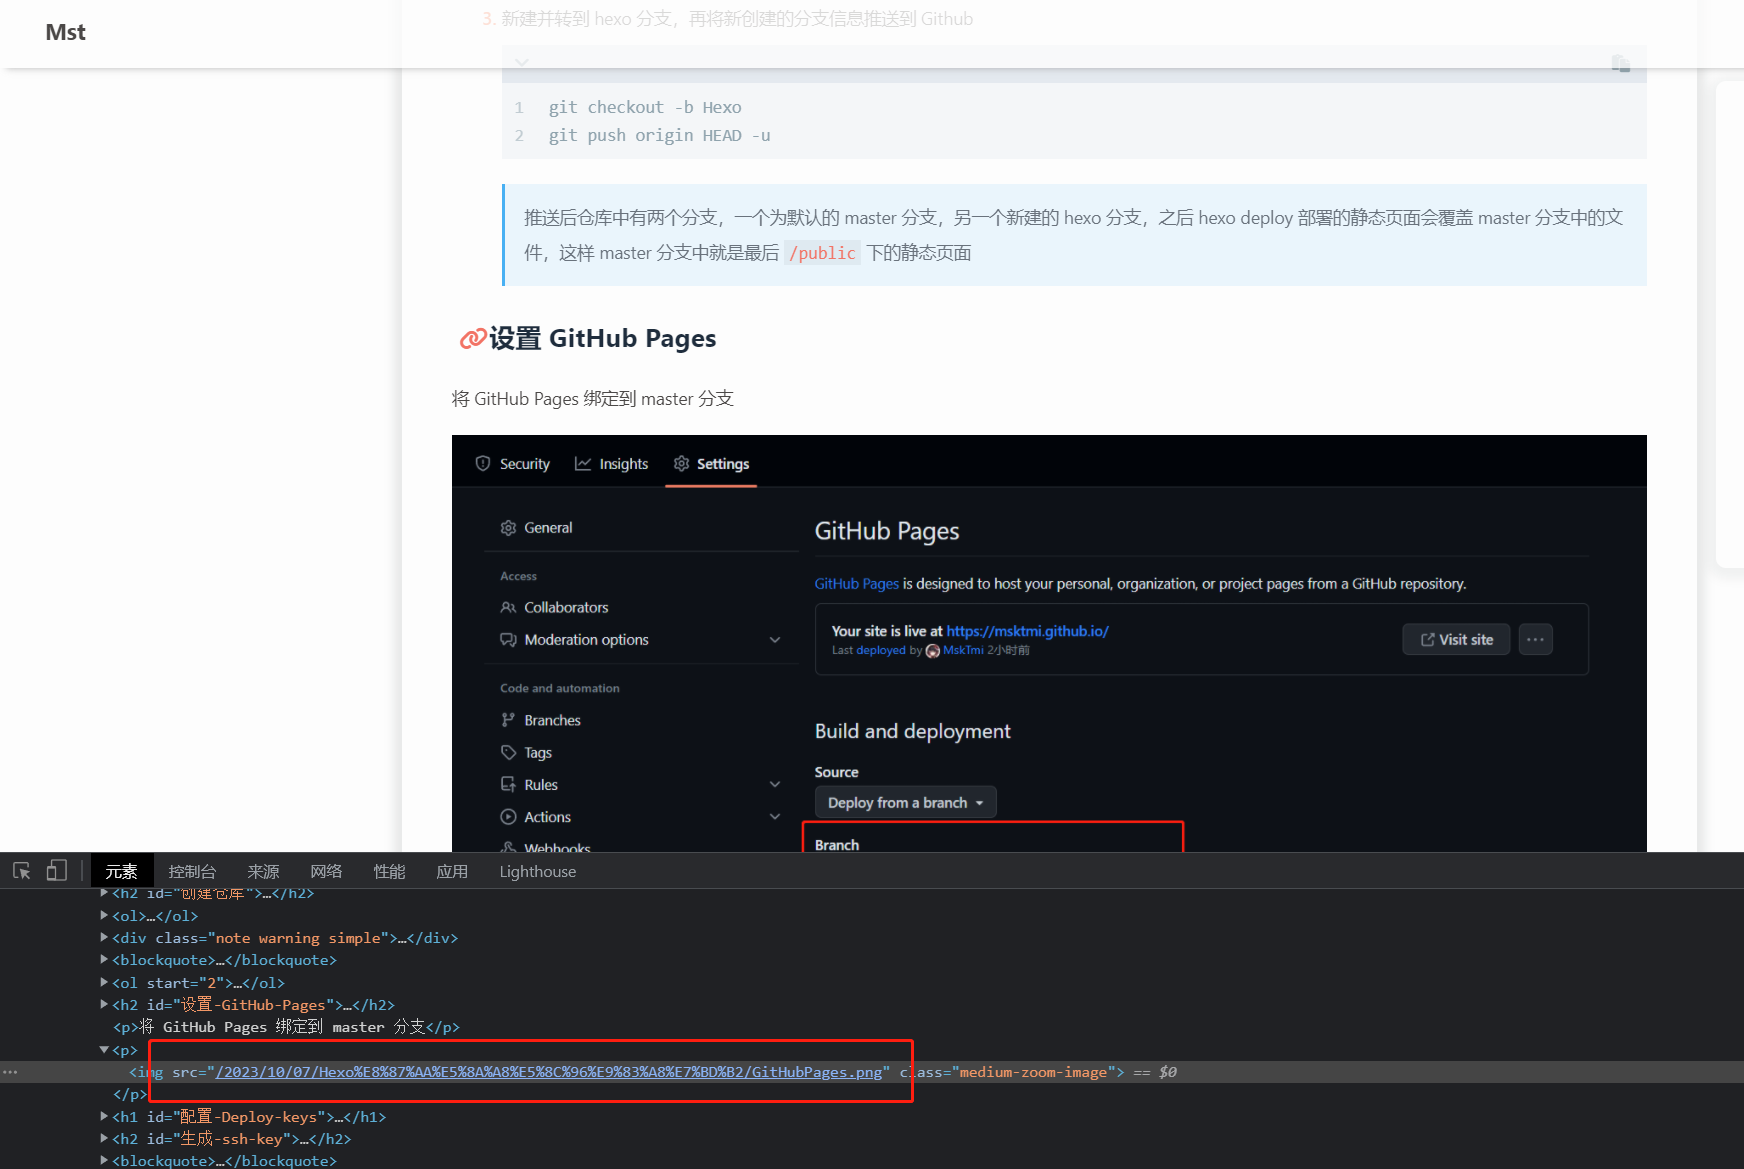 Mst
3. 新建并转到 hexo 分支，再将新创建的分支信息推送到 Github
1 git checkout -b Hexo
2 git push origin HEAD -u
推送后仓库中有两个分支，一个为默认的 master 分支，另一个新建的 hexo 分支，之后 hexo deploy 部署的静态页面会覆盖 master 分支中的文
件，这样 master 分支中就是最后 /public 下的静态页面
设置 GitHub Pages
将 GitHub Pages 绑定到 master 分支
Security Insights Settings
General
Access
Collaborators
Moderation options
Code and automation
Branches
Tags
Rules
Actions
Webhooks
GitHub Pages
GitHub Pages is designed to host your personal, organization, or project pages from a GitHub repository.
Your site is live at https://msktmi.github.io/
Last deployed by MskTmi 2小时前
Visit site ...
Build and deployment
Source
Deploy from a branch
Branch
元素 控制台 来源 网络 性能 应用 Lighthouse
<h2 id="创建仓库">…</h2>
<ol>…</ol>
<div class="note warning simple">…</div>
<blockquote>…</blockquote>
<ol start="2">…</ol>
<h2 id="设置-GitHub-Pages">…</h2>
<p>将 GitHub Pages 绑定到 master 分支</p>
<p>
<img src="/2023/10/07/Hexo%E8%87%AA%E5%8A%A8%E5%8C%96%E9%83%A8%E7%BD%B2/GitHubPages.png" class="medium-zoom-image"> == $0
</p>
<h1 id="配置-Deploy-keys">…</h1>
<h2 id="生成-ssh-key">…</h2>
<blockquote>…</blockquote>